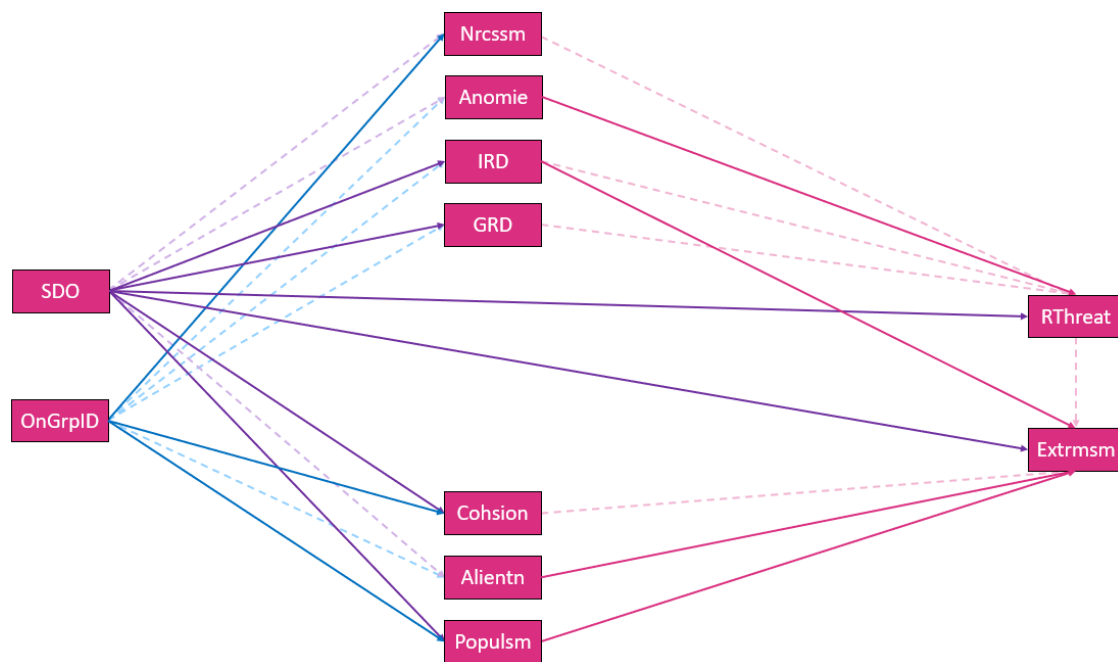 Nrcssm
Anomie
IRD
GRD
SDO
RThreat
OnGrpID
Extrmsm
Cohsion
Alientn
Populsm